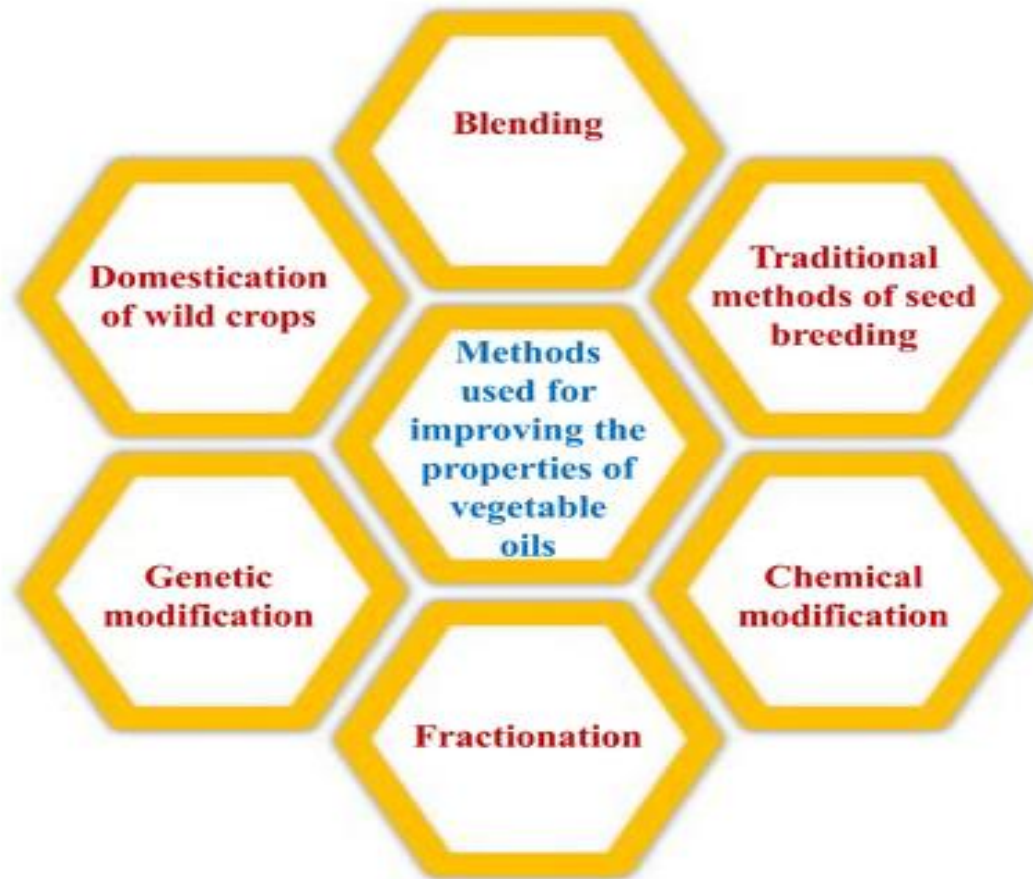 Blending
Domestication
of wild crops
Traditional
methods of seed
breeding
Methods
used for
improving the
properties of
vegetable
oils
Genetic
modification
Chemical
modification
Fractionation